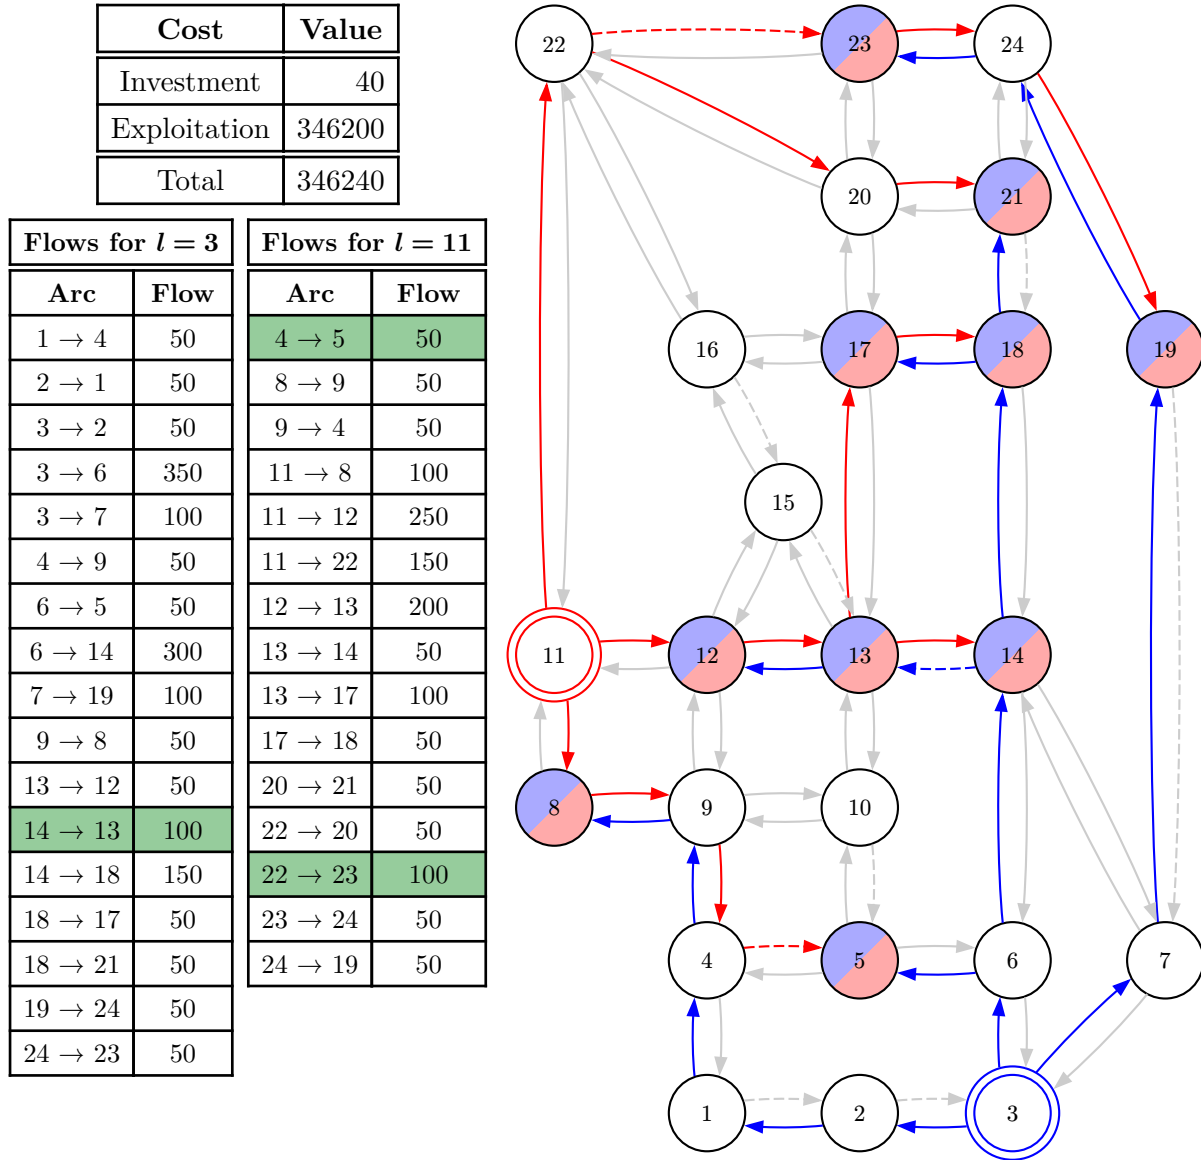 Cost Value
Investment 40
Exploitation 346200
Total 346240
Flows for l = 3
Arc Flow
1 → 4 50
2 → 1 50
3 → 2 50
3 → 6 350
3 → 7 100
4 → 9 50
6 → 5 50
6 → 14 300
7 → 19 100
9 → 8 50
13 → 12 50
14 → 13 100
14 → 18 150
18 → 17 50
18 → 21 50
19 → 24 50
24 → 23 50
Flows for l = 11
Arc Flow
4 → 5 50
8 → 9 50
9 → 4 50
11 → 8 100
11 → 12 250
11 → 22 150
12 → 13 200
13 → 14 50
13 → 17 100
17 → 18 50
20 → 21 50
22 → 20 50
22 → 23 100
23 → 24 50
24 → 19 50
22 23 24
20 21
16 17 18 19
15
11 12 13 14
8 9 10
4 5 6 7
1 2 3